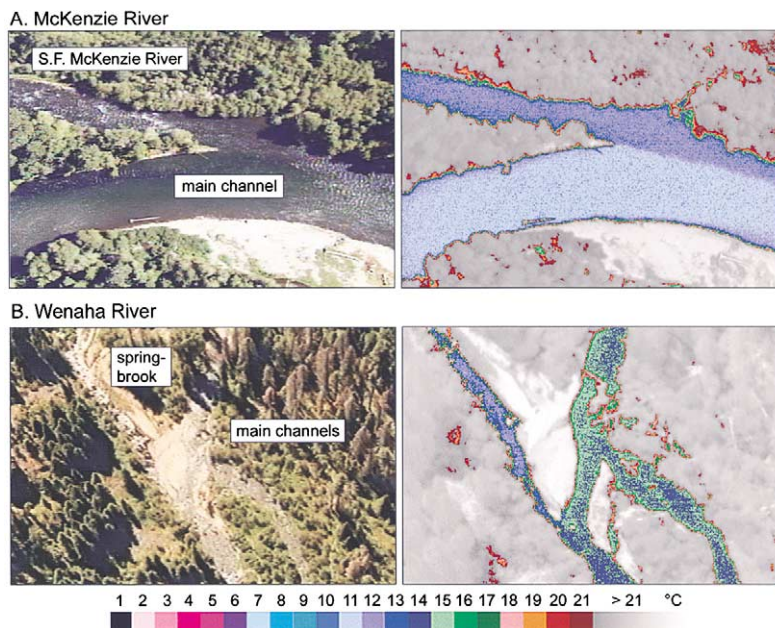 A. McKenzie River
S.F. McKenzie River
main channel
B. Wenaha River
spring-
brook
main channels
1 2 3 4 5 6 7 8 9 10 11 12 13 14 15 16 17 18 19 20 21 > 21 °C